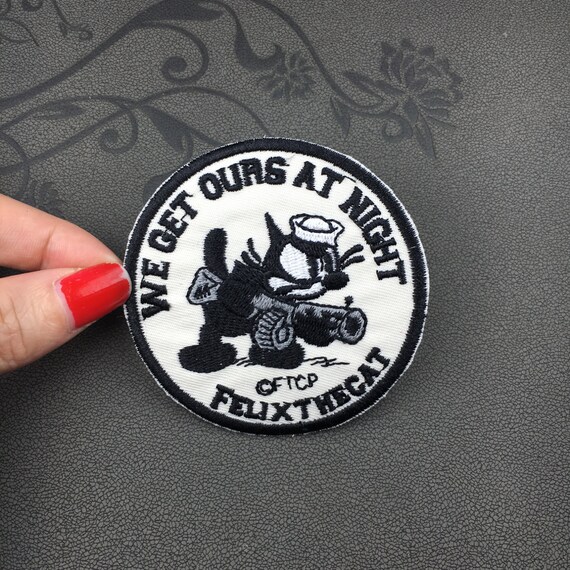 WE GET OURS AT NIGHT
©FTCP
FELIXTHECAT